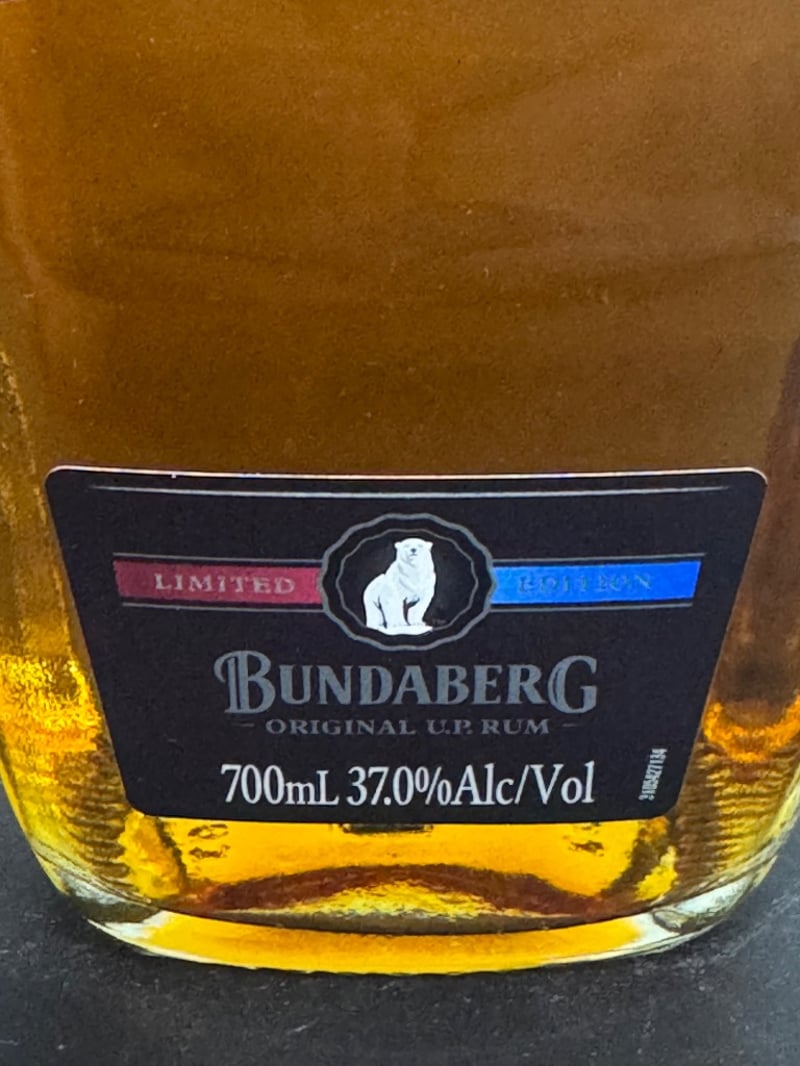 LIMITED EDITION
BUNDABERG
- ORIGINAL U.P. RUM -
700mL 37.0%Alc/Vol